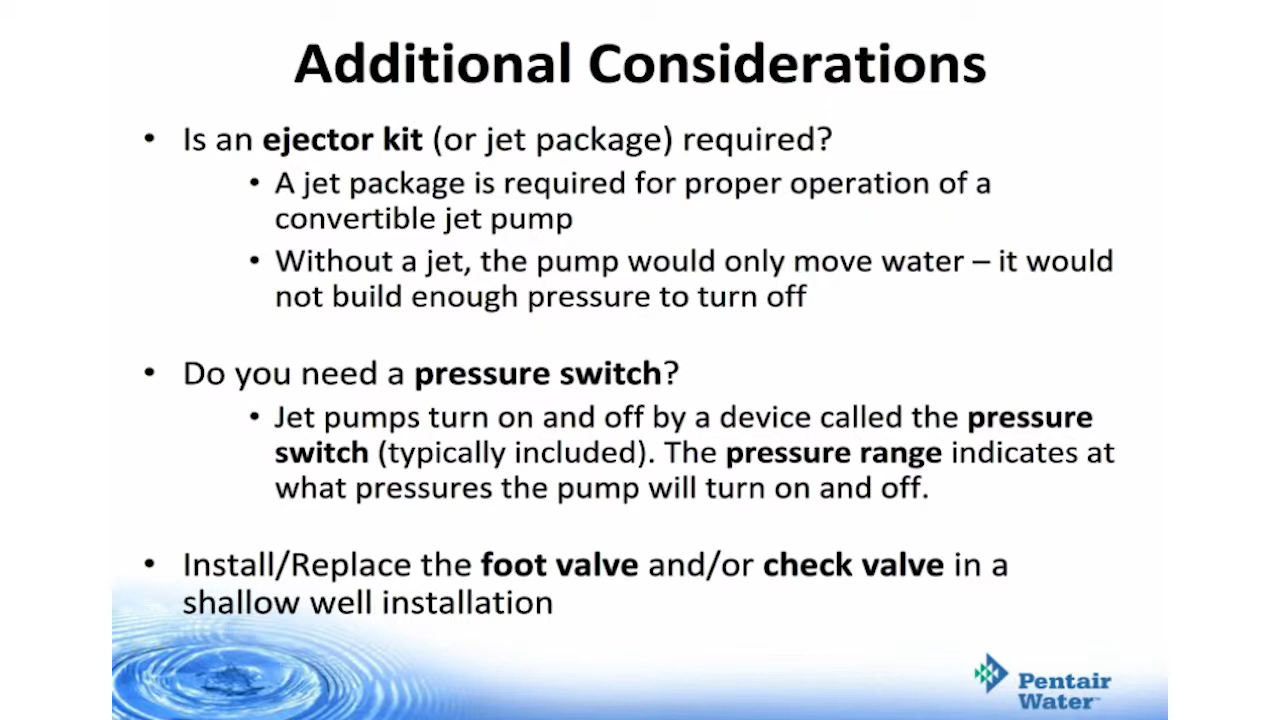 Additional Considerations
• Is an ejector kit (or jet package) required?
• A jet package is required for proper operation of a
convertible jet pump
• Without a jet, the pump would only move water – it would
not build enough pressure to turn off
• Do you need a pressure switch?
• Jet pumps turn on and off by a device called the pressure
switch (typically included). The pressure range indicates at
what pressures the pump will turn on and off.
• Install/Replace the foot valve and/or check valve in a
shallow well installation
Pentair
Water™